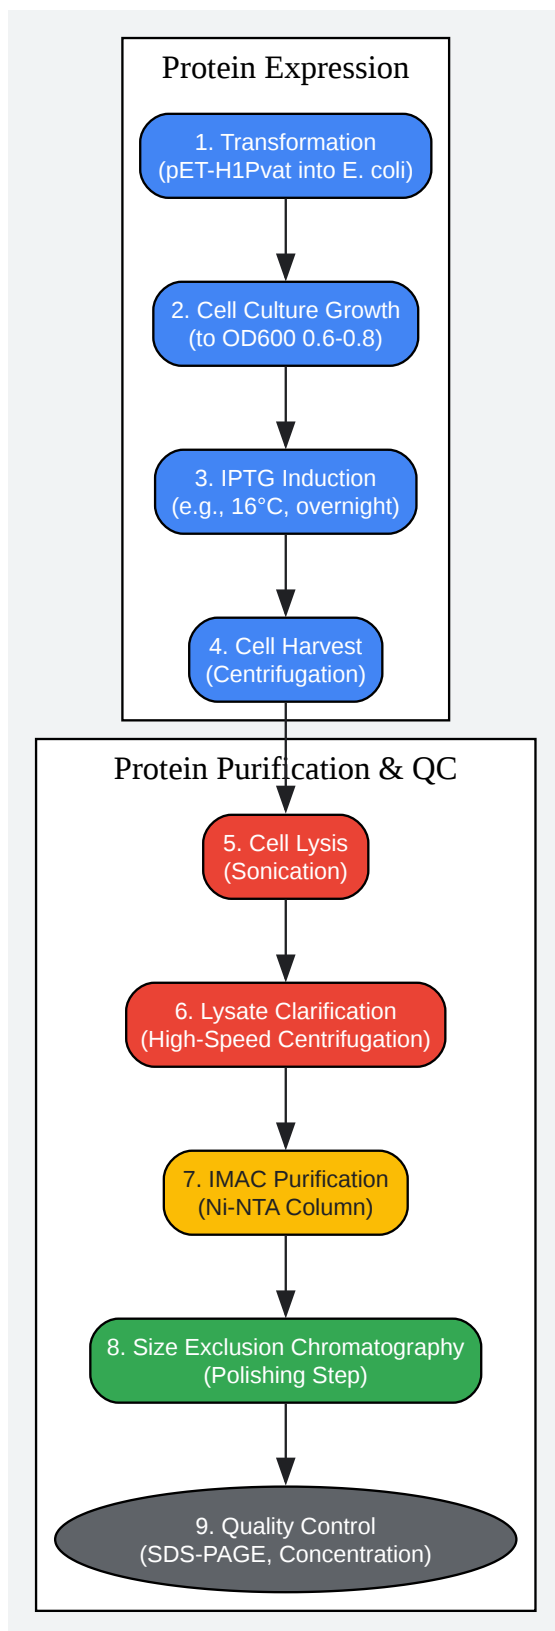 Protein Expression
1. Transformation
(pET-H1Pvat into E. coli)
2. Cell Culture Growth
(to OD600 0.6-0.8)
3. IPTG Induction
(e.g., 16°C, overnight)
4. Cell Harvest
(Centrifugation)
Protein Purification & QC
5. Cell Lysis
(Sonication)
6. Lysate Clarification
(High-Speed Centrifugation)
7. IMAC Purification
(Ni-NTA Column)
8. Size Exclusion Chromatography
(Polishing Step)
9. Quality Control
(SDS-PAGE, Concentration)